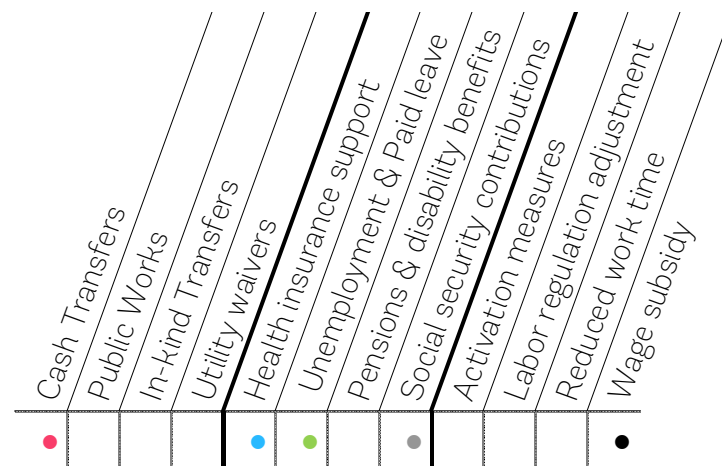 Cash Transfers
Public Works
In-kind Transfers
Utility waivers
Health insurance support
Unemployment & Paid leave
Pensions & disability benefits
Social security contributions
Activation measures
Labor regulation adjustment
Reduced work time
Wage subsidy